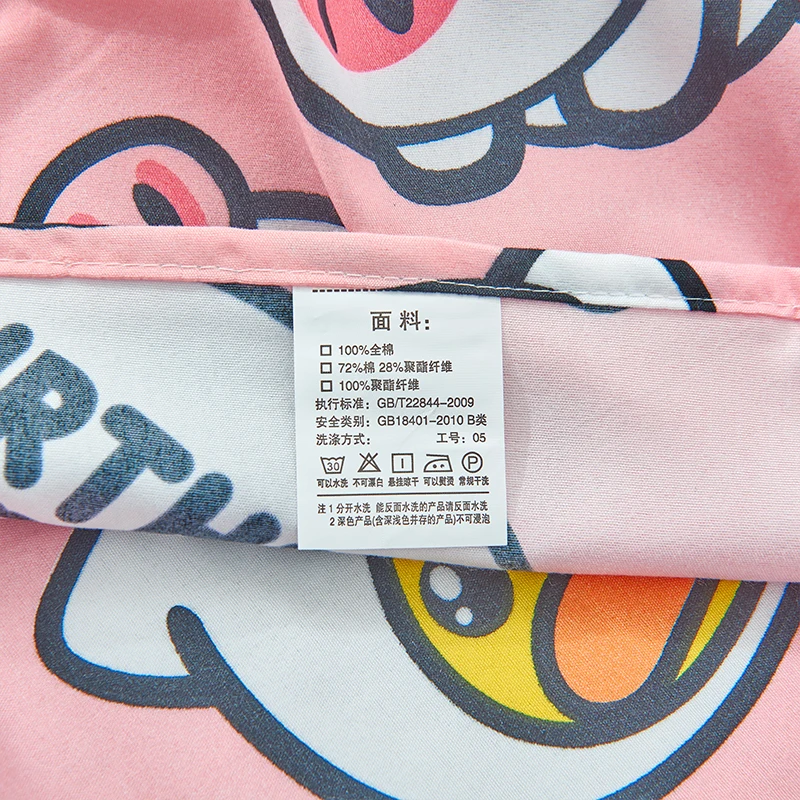 面料：
□ 100%全棉
□ 72%棉 28%聚酯纤维
□ 100%聚酯纤维
执行标准：GB/T22844-2009
安全类别：GB18401-2010 B类
洗涤方式： 工号：05
30 P
可以水洗 不可漂白 悬挂晾干 可以熨烫 常规干洗
注 1 分开水洗 能反面水洗的产品请反面水洗
2 深色产品(含深浅色并存的产品)不可浸泡
IRTH